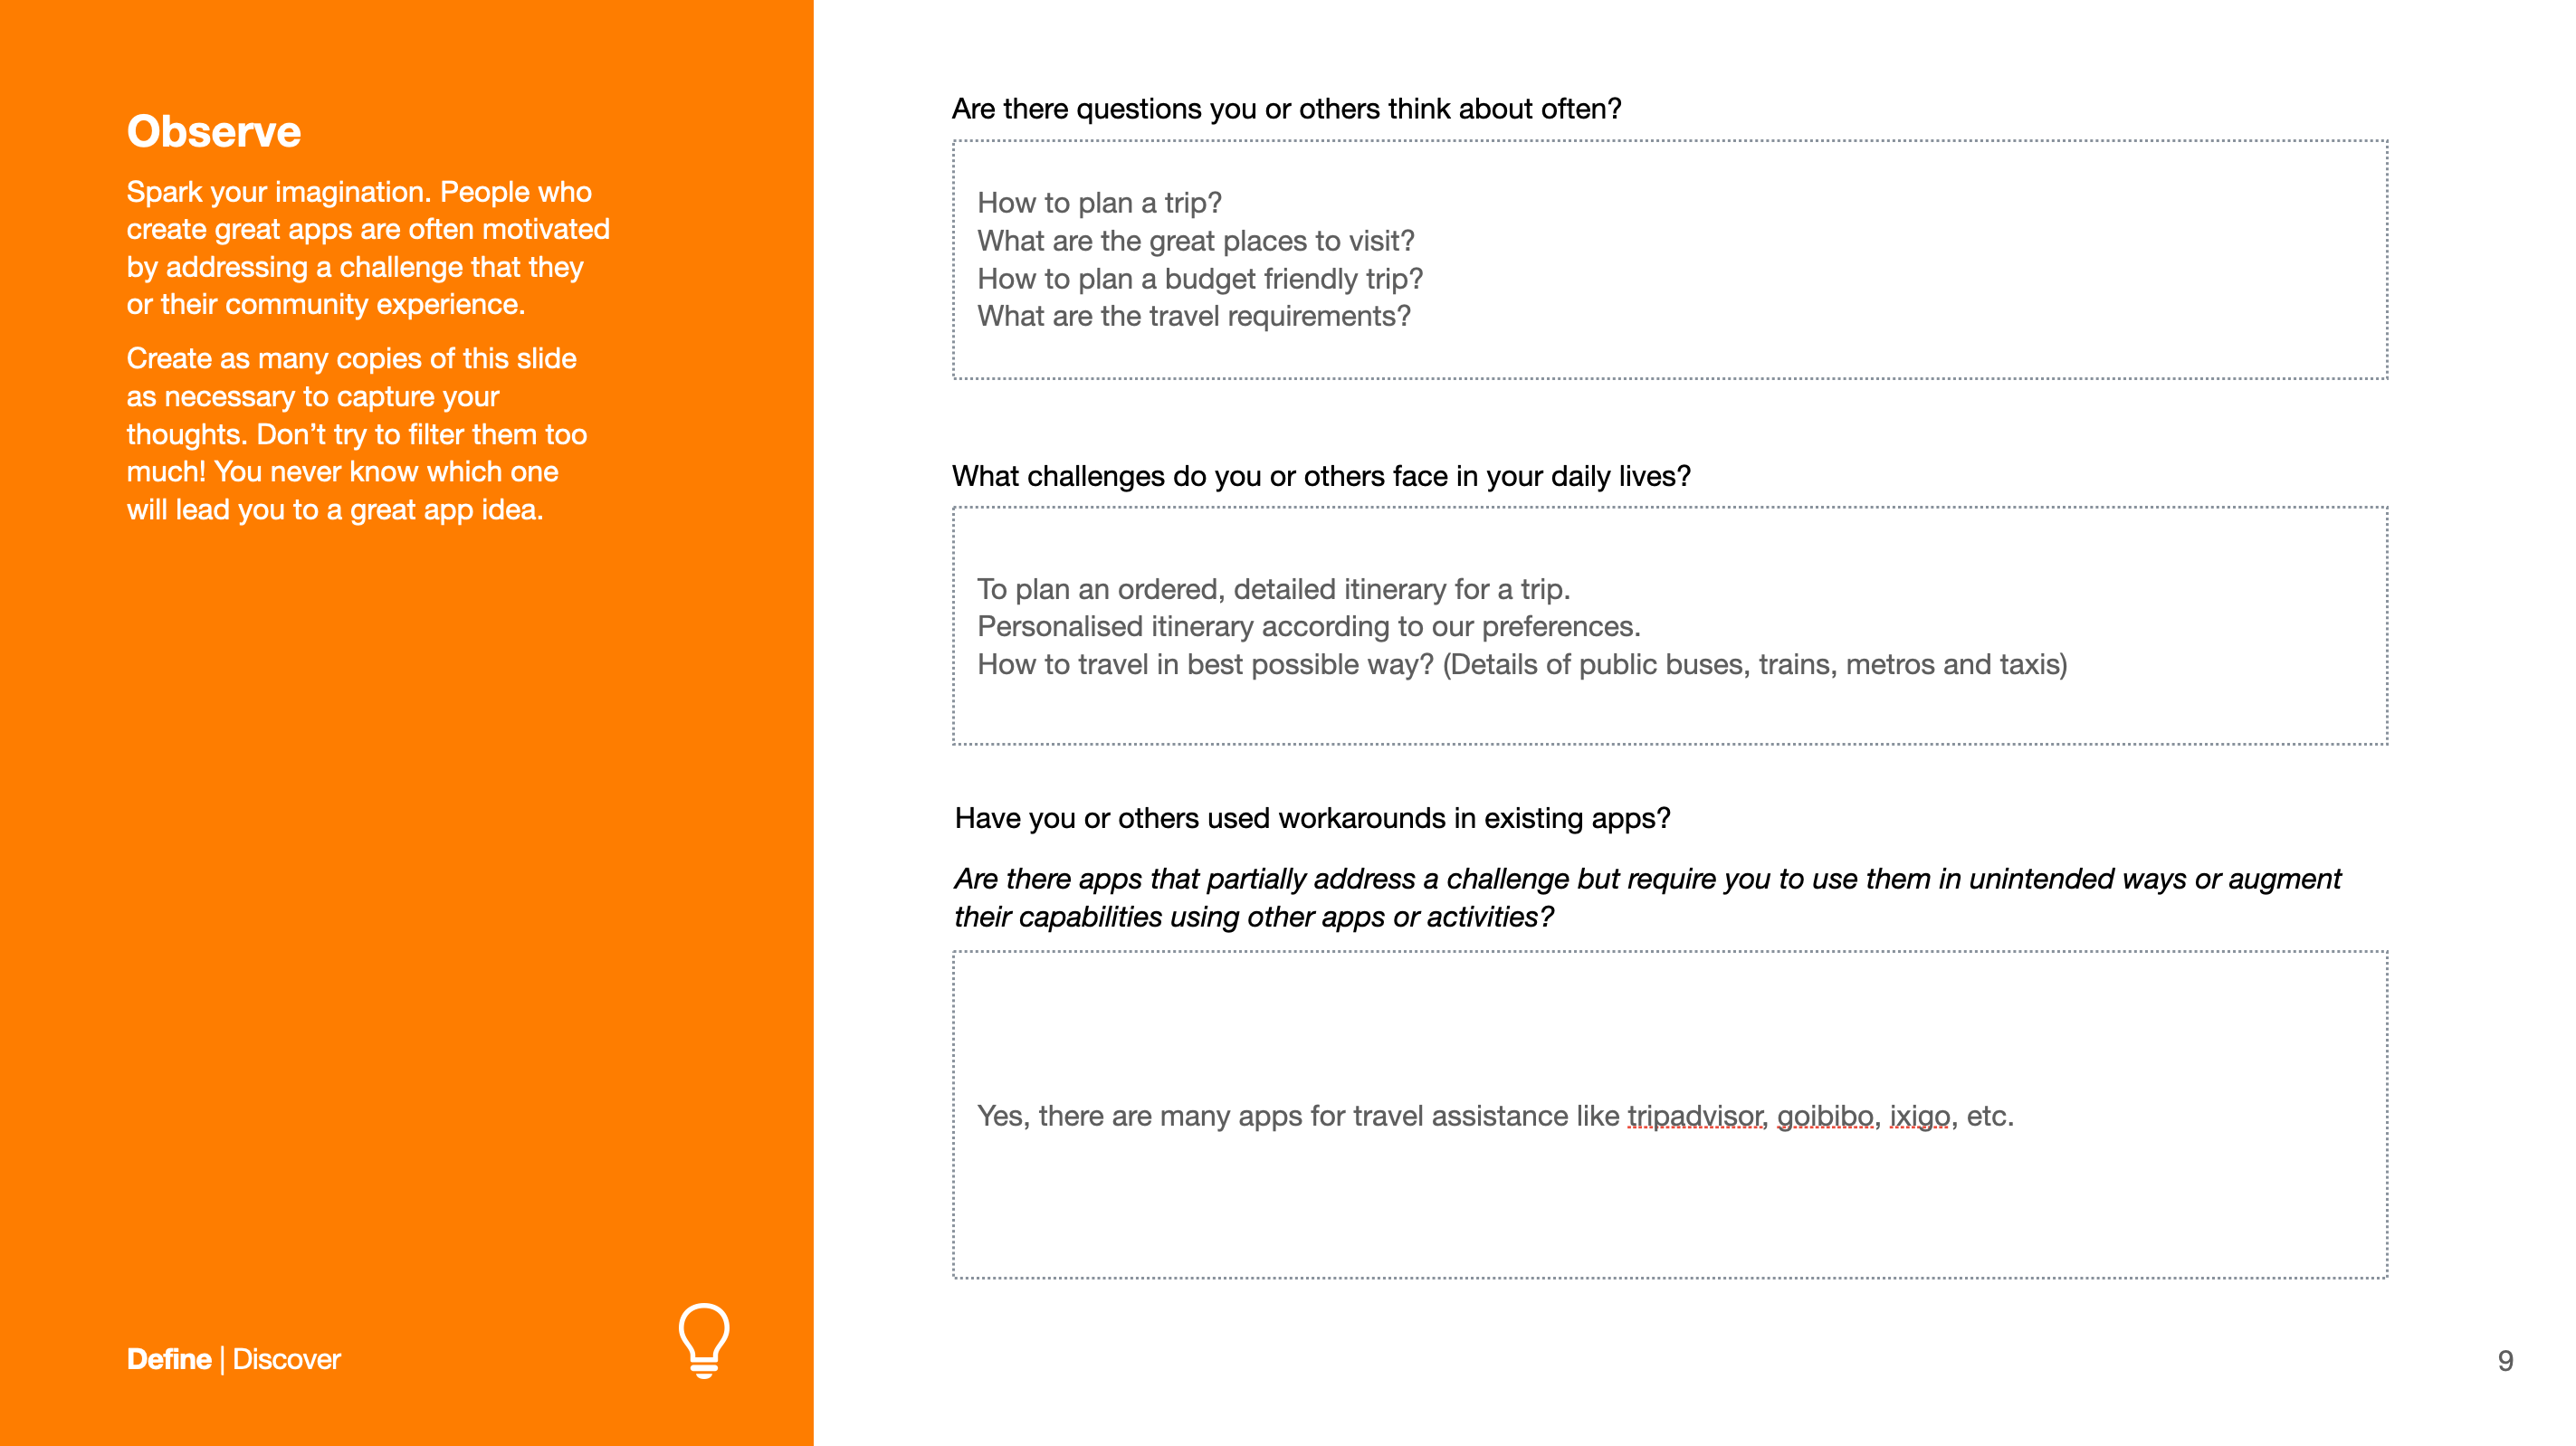 Observe
Spark your imagination. People who
create great apps are often motivated
by addressing a challenge that they
or their community experience.
Create as many copies of this slide
as necessary to capture your
thoughts. Don’t try to filter them too
much! You never know which one
will lead you to a great app idea.
Define | Discover
Are there questions you or others think about often?
How to plan a trip?
What are the great places to visit?
How to plan a budget friendly trip?
What are the travel requirements?
What challenges do you or others face in your daily lives?
To plan an ordered, detailed itinerary for a trip.
Personalised itinerary according to our preferences.
How to travel in best possible way? (Details of public buses, trains, metros and taxis)
Have you or others used workarounds in existing apps?
Are there apps that partially address a challenge but require you to use them in unintended ways or augment
their capabilities using other apps or activities?
Yes, there are many apps for travel assistance like tripadvisor, goibibo, ixigo, etc.
9